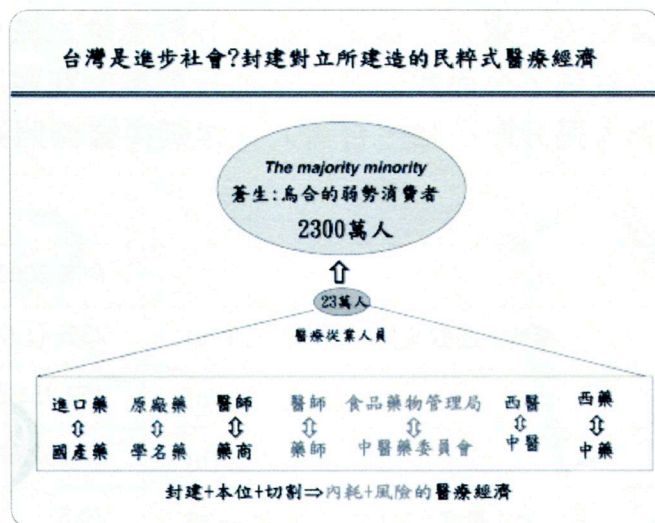 台灣是進步社會?封建對立所建造的民粹式醫療經濟
The majority minority
蒼生:烏合的弱勢消費者
2300萬人
⇧
23萬人
醫療從業人員
進口藥 原廠藥 醫師 醫師 食品藥物管理局 西醫 西藥
⇕ ⇕ ⇕ ⇕ ⇕ ⇕ ⇕
國產藥 學名藥 藥商 藥師 中醫藥委員會 中醫 中藥
封建+本位+切割⇒內耗+風險的醫療經濟